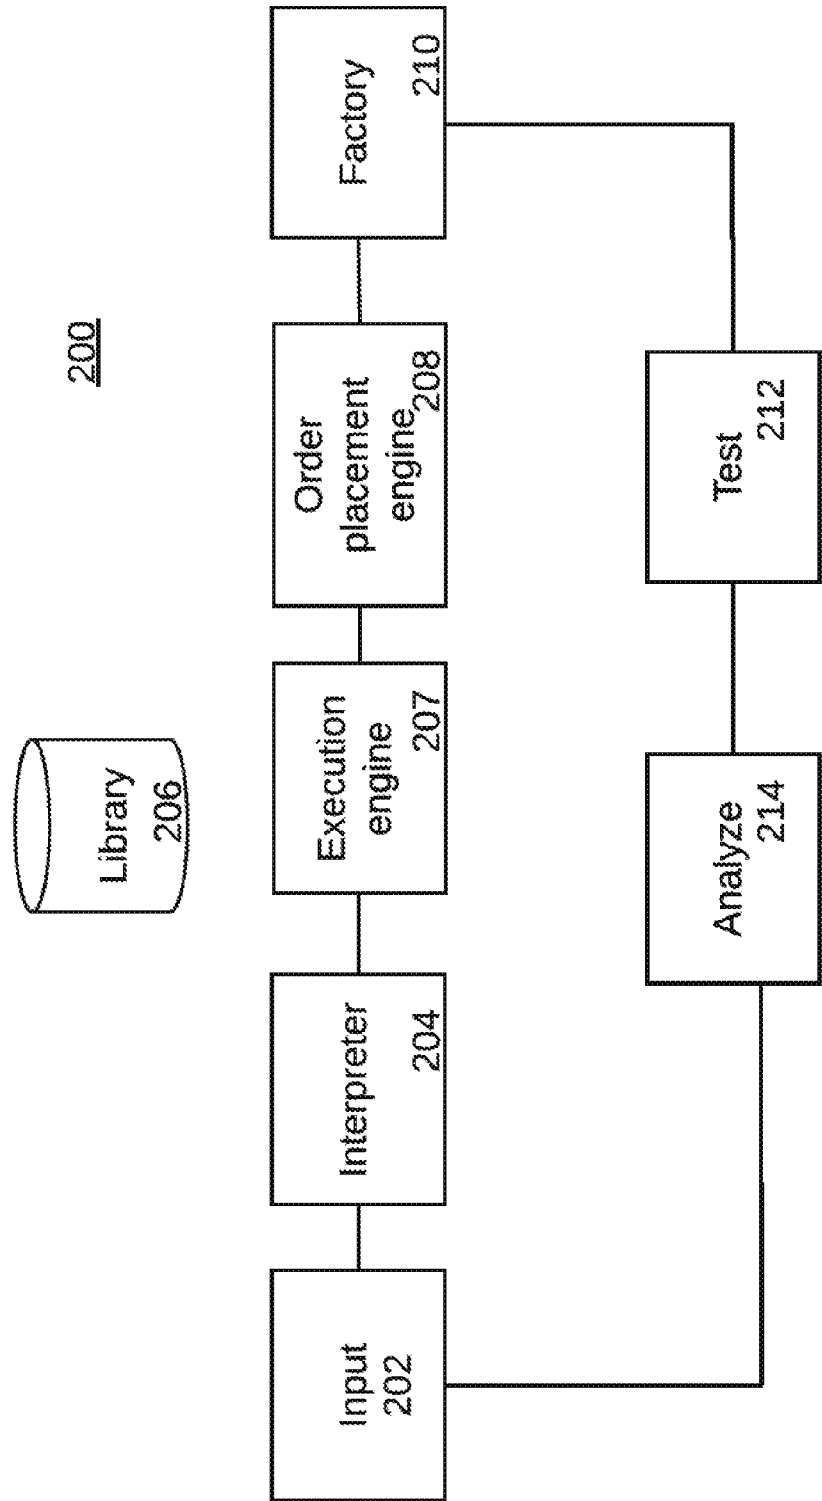 200
Library
206
Input
202
Interpreter
204
Execution
engine
207
Order
placement
engine
208
Factory
210
Analyze
214
Test
212